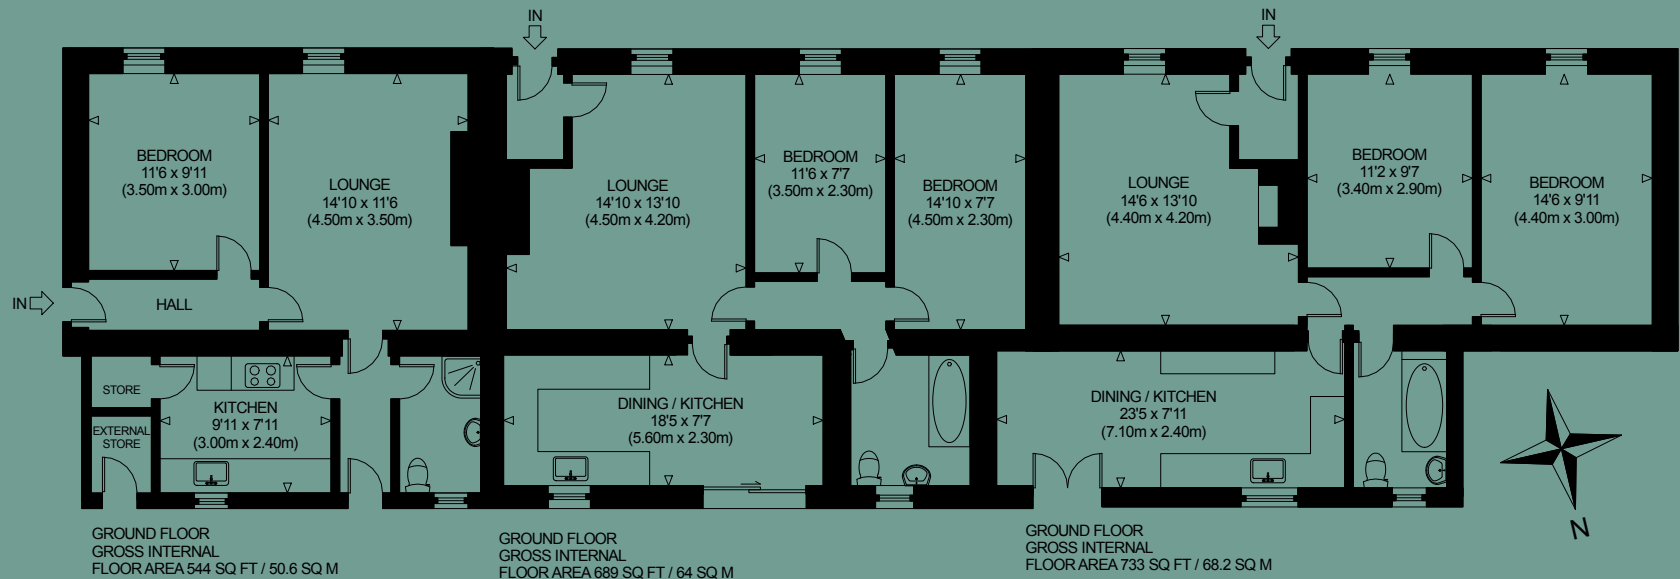 IN
IN
BEDROOM
11'6 x 9'11
(3.50m x 3.00m)
LOUNGE
14'10 x 11'6
(4.50m x 3.50m)
IN
HALL
STORE
EXTERNAL
STORE
KITCHEN
9'11 x 7'11
(3.00m x 2.40m)
GROUND FLOOR
GROSS INTERNAL
FLOOR AREA 544 SQ FT / 50.6 SQ M
LOUNGE
14'10 x 13'10
(4.50m x 4.20m)
BEDROOM
11'6 x 7'7
(3.50m x 2.30m)
BEDROOM
14'10 x 7'7
(4.50m x 2.30m)
DINING / KITCHEN
18'5 x 7'7
(5.60m x 2.30m)
GROUND FLOOR
GROSS INTERNAL
FLOOR AREA 689 SQ FT / 64 SQ M
LOUNGE
14'6 x 13'10
(4.40m x 4.20m)
BEDROOM
11'2 x 9'7
(3.40m x 2.90m)
BEDROOM
14'6 x 9'11
(4.40m x 3.00m)
DINING / KITCHEN
23'5 x 7'11
(7.10m x 2.40m)
GROUND FLOOR
GROSS INTERNAL
FLOOR AREA 733 SQ FT / 68.2 SQ M
N